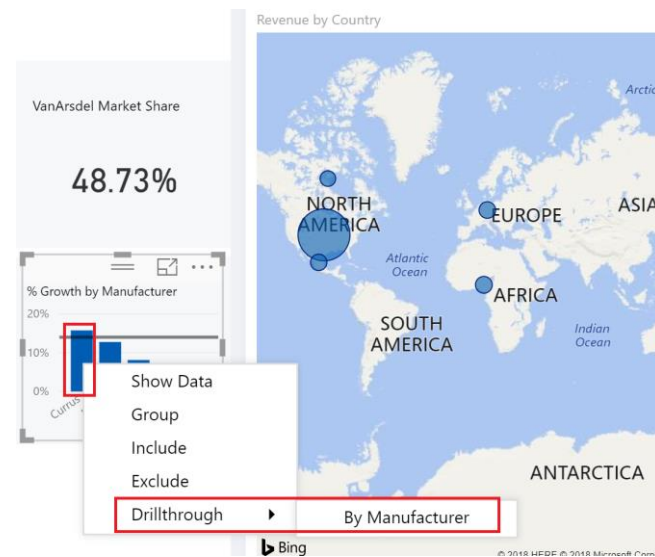 Revenue by Country
VanArsdel Market Share
48.73%
% Growth by Manufacturer
20%
10%
0%
Currus
Show Data
Group
Include
Exclude
Drillthrough
By Manufacturer
Arctic
NORTH
AMERICA
EUROPE
ASIA
Atlantic
Ocean
AFRICA
SOUTH
AMERICA
Indian
Ocean
ANTARCTICA
Bing
© 2018 HERE © 2018 Microsoft Corp